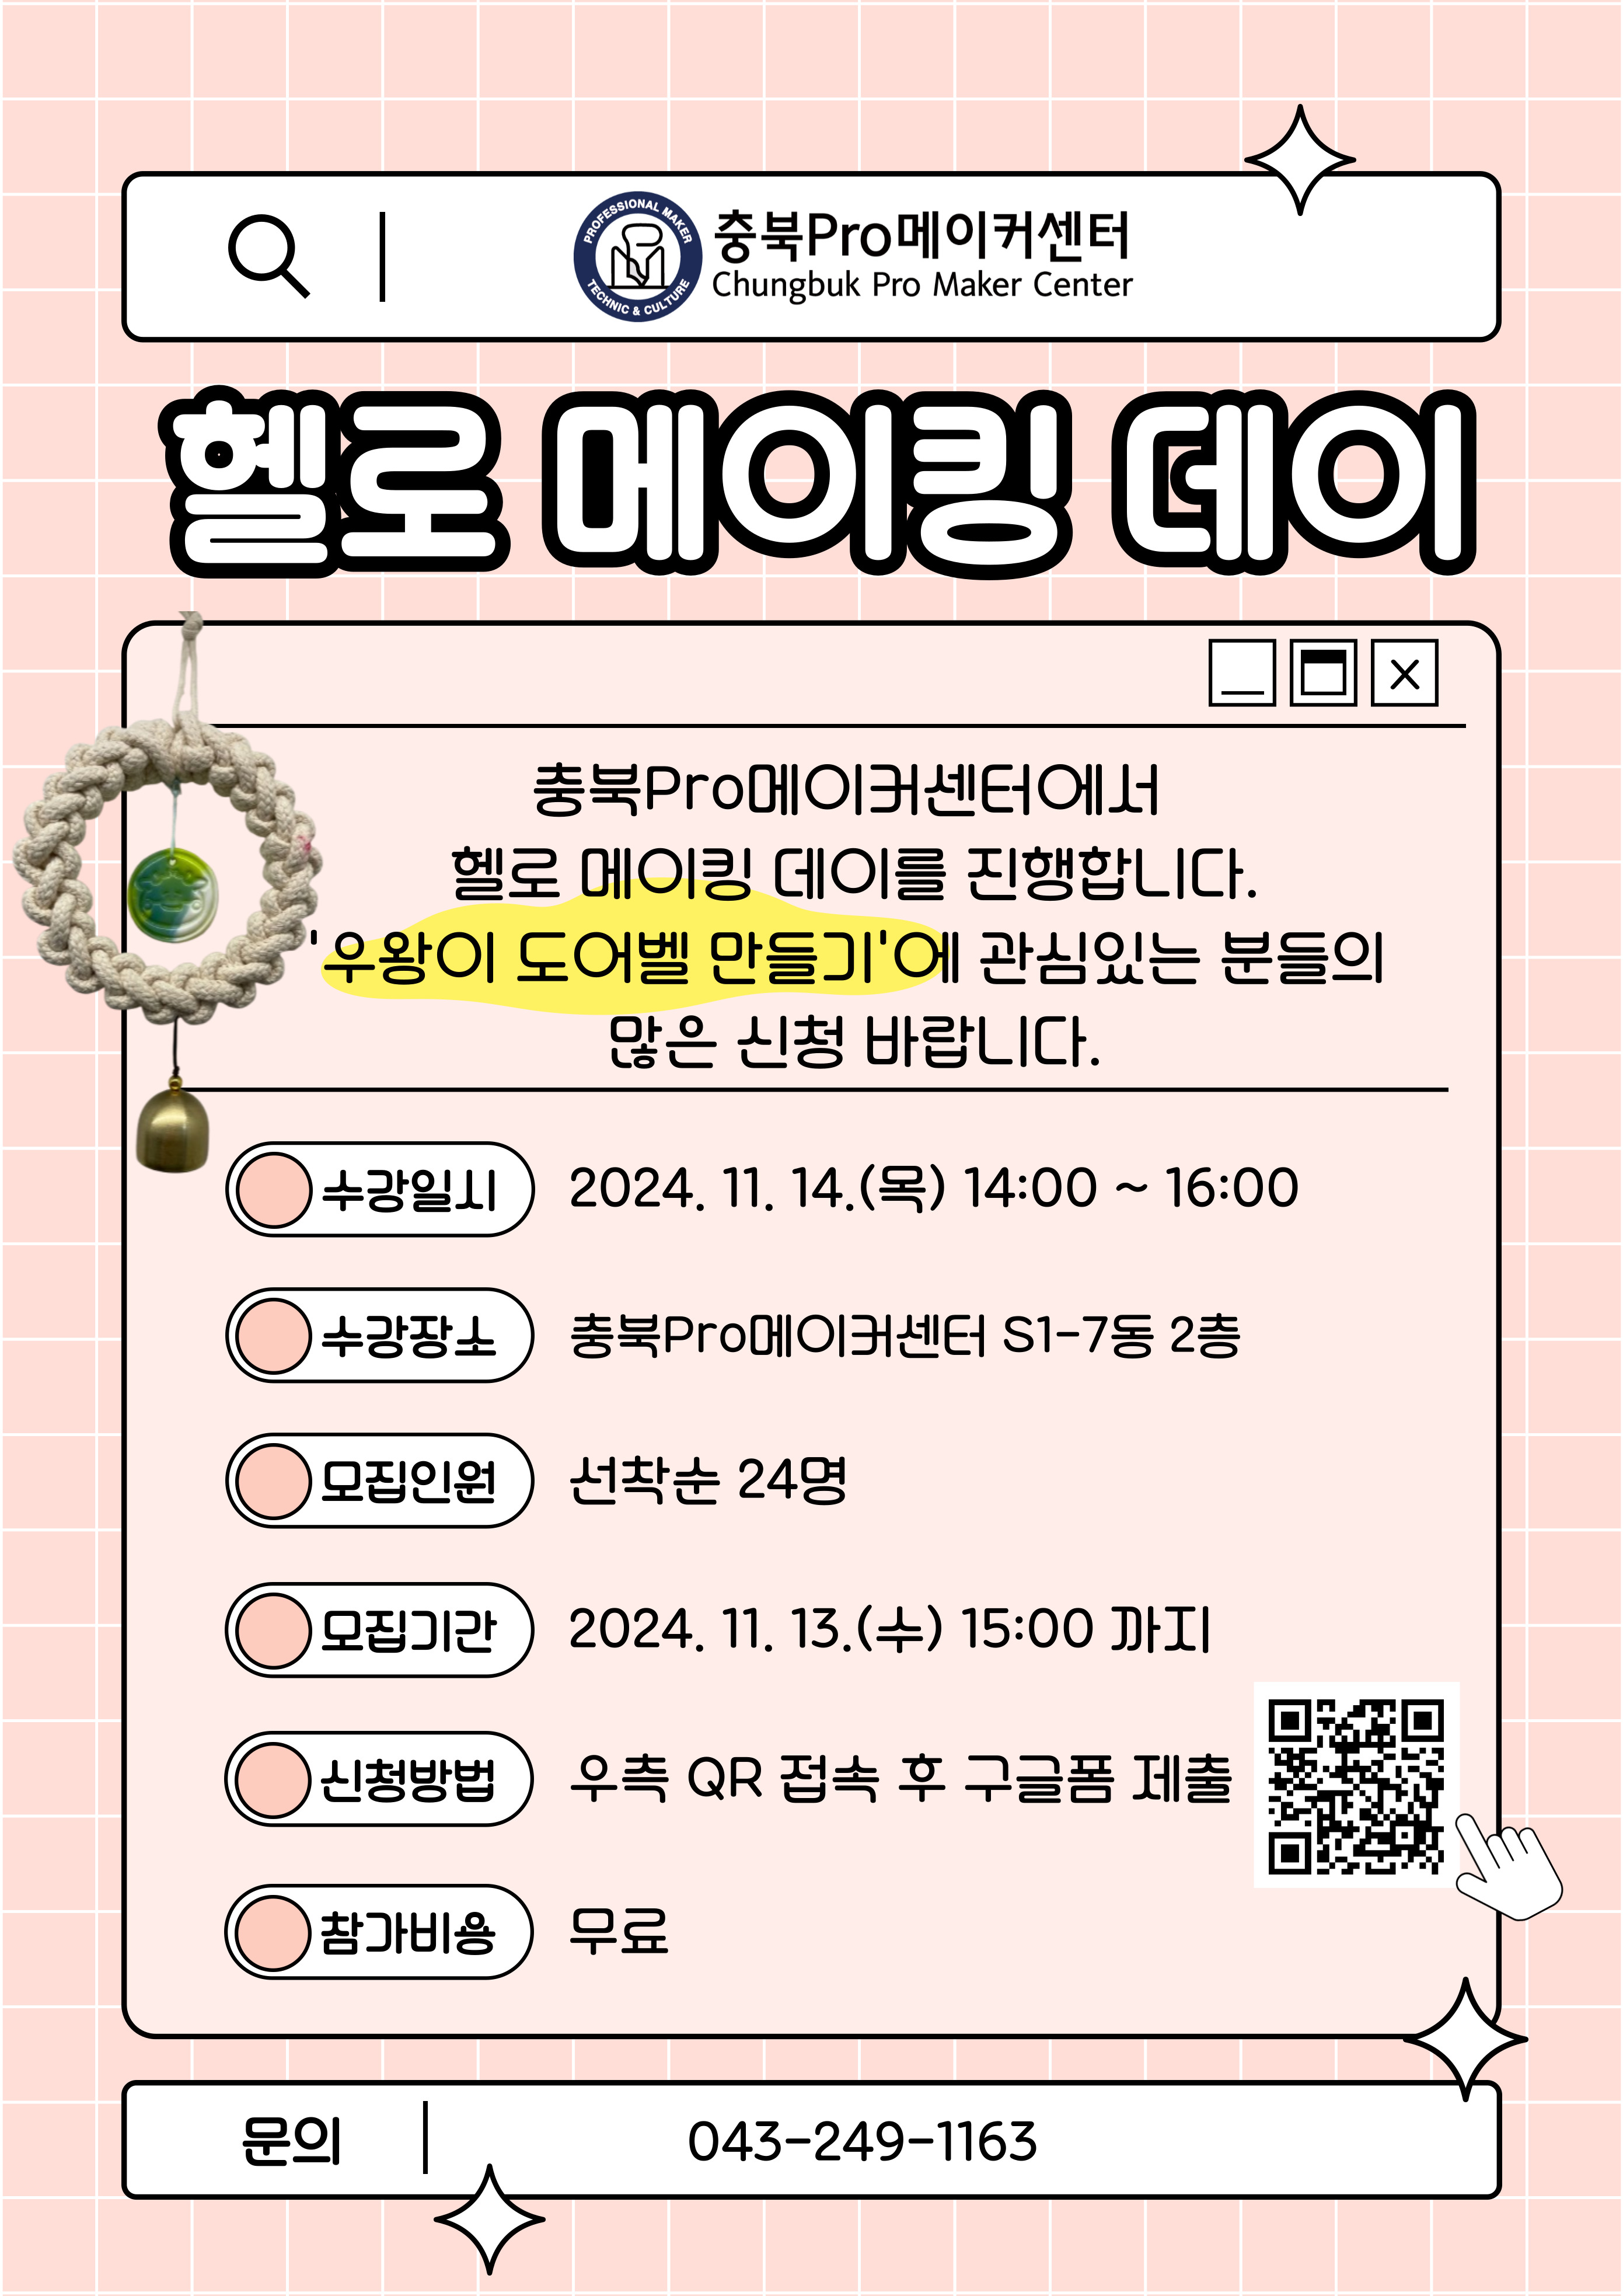 PROFESSIONAL MAKER
TECHNIC & CULTURE
충북Pro메이커센터
Chungbuk Pro Maker Center
헬로 메이킹 데이
충북Pro메이커센터에서
헬로 메이킹 데이를 진행합니다.
'우왕이 도어벨 만들기'에 관심있는 분들의
많은 신청 바랍니다.
수강일시 2024. 11. 14.(목) 14:00 ~ 16:00
수강장소 충북Pro메이커센터 S1-7동 2층
모집인원 선착순 24명
모집기간 2024. 11. 13.(수) 15:00 까지
신청방법 우측 QR 접속 후 구글폼 제출
참가비용 무료
문의 043-249-1163